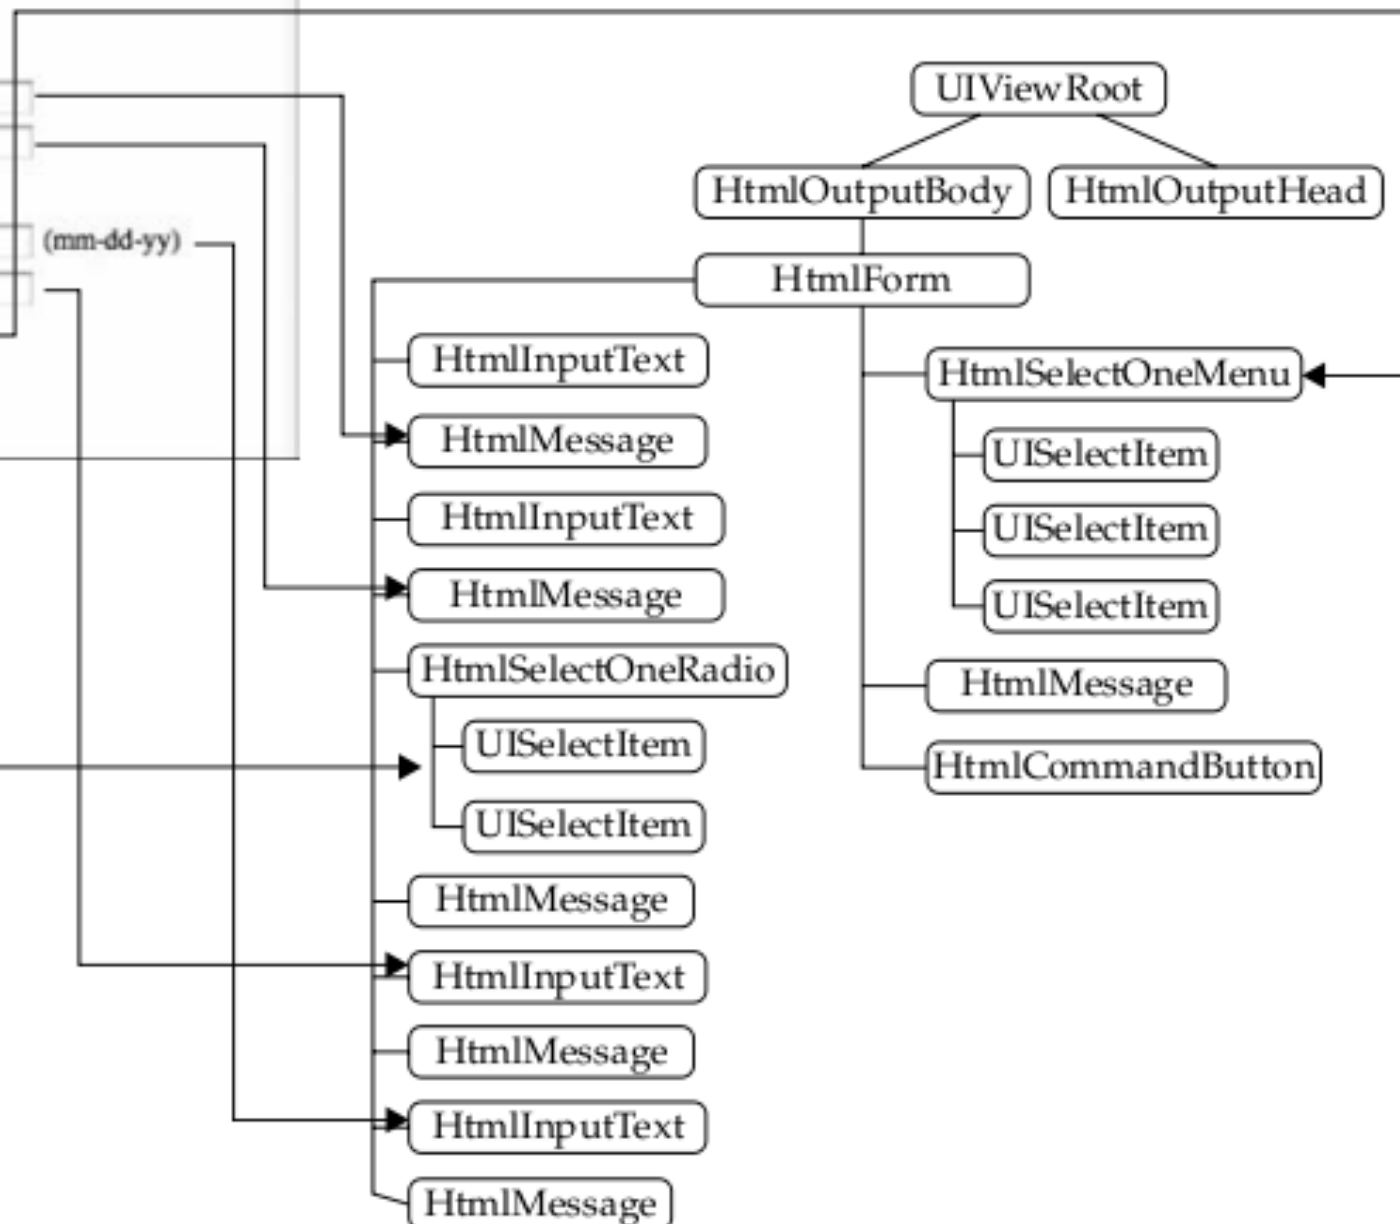 UIViewRoot
HtmlOutputBody
HtmlOutputHead
(mm-dd-yy)
HtmlForm
HtmlInputText
HtmlMessage
HtmlInputText
HtmlMessage
HtmlSelectOneRadio
UISelectItem
UISelectItem
HtmlMessage
HtmlInputText
HtmlMessage
HtmlInputText
HtmlMessage
HtmlSelectOneMenu
UISelectItem
UISelectItem
UISelectItem
HtmlMessage
HtmlCommandButton